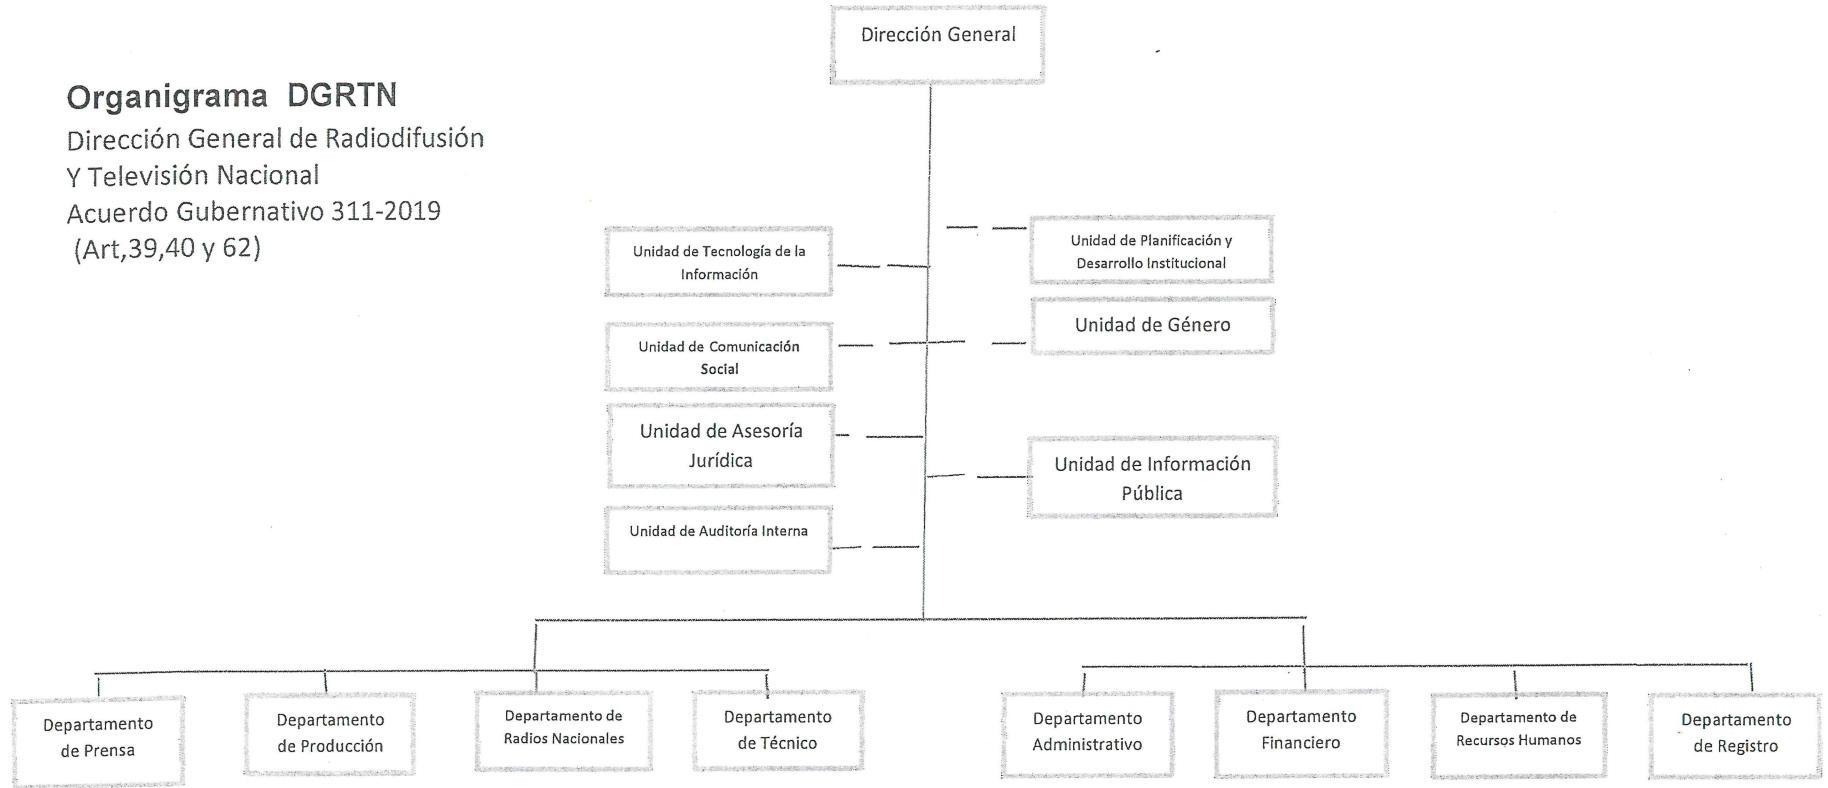 Dirección General
Organigrama DGRTN
Dirección General de Radiodifusión
Y Televisión Nacional
Acuerdo Gubernativo 311-2019
(Art,39,40 y 62)
Unidad de Tecnología de la
Información
Unidad de Planificación y
Desarrollo Institucional
Unidad de Género
Unidad de Comunicación
Social
Unidad de Asesoría
Jurídica
Unidad de Información
Pública
Unidad de Auditoría Interna
Departamento
de Prensa
Departamento
de Producción
Departamento de
Radios Nacionales
Departamento
de Técnico
Departamento
Administrativo
Departamento
Financiero
Departamento de
Recursos Humanos
Departamento
de Registro